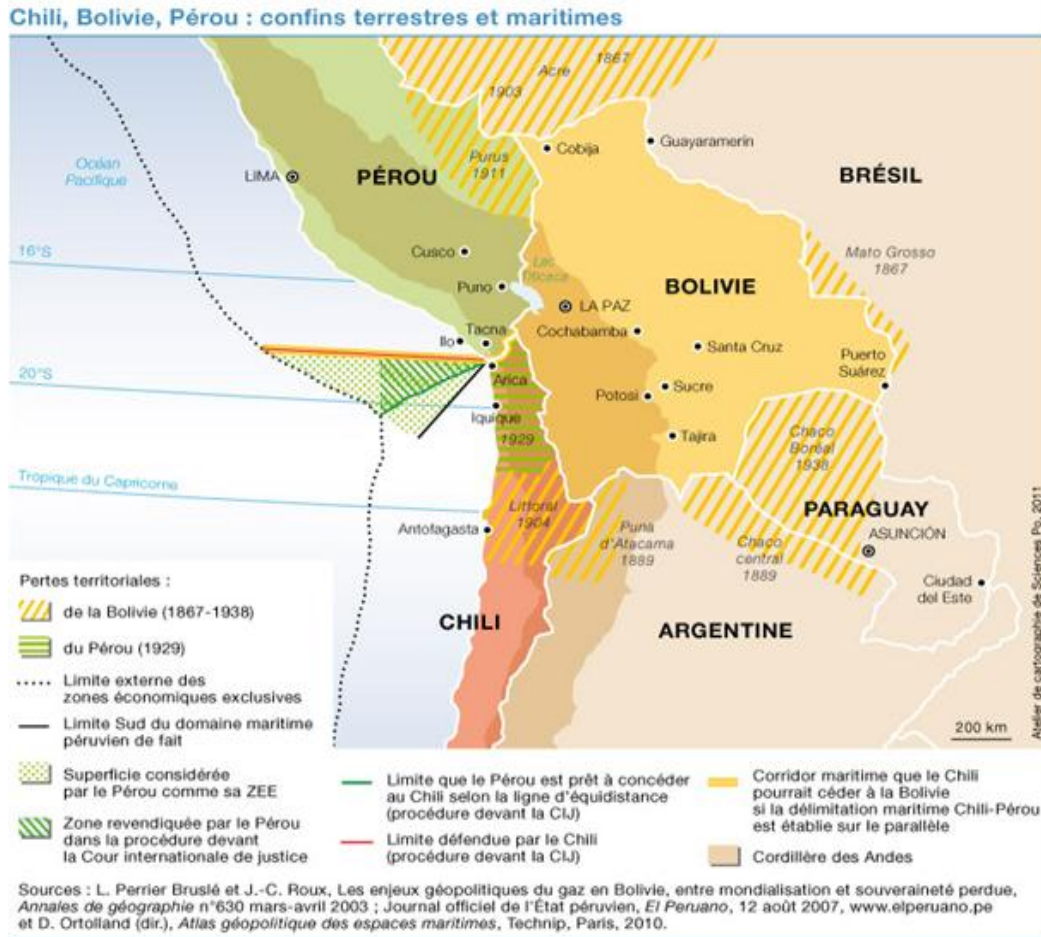 Chili, Bolivie, Pérou : confins terrestres et maritimes
1867
Acre
1903
Cobija
Guayaramerín
Océan
Pacifique
LIMA
PÉROU
Purus
1911
BRÉSIL
Cusco
Mato Grosso
1867
16°S
Puno
Lac
Titicaca
BOLIVIE
LA PAZ
Cochabamba
Ilo
Tacna
Santa Cruz
Puerto
Suárez
20°S
Arica
Potosi
Sucre
Iquique
1929
Tajira
Chaco
Boréal
1938
Tropique du Capricorne
Littoral
1904
PARAGUAY
Antofagasta
Puna
d'Atacama
1889
Chaco
central
1889
ASUNCIÓN
Ciudad
del Este
CHILI
ARGENTINE
200 km
Atelier de cartographie de Sciences Po, 2011
Pertes territoriales :
de la Bolivie (1867-1938)
du Pérou (1929)
Limite externe des
zones économiques exclusives
Limite Sud du domaine maritime
péruvien de fait
Superficie considérée
par le Pérou comme sa ZEE
Zone revendiquée par le Pérou
dans la procédure devant
la Cour internationale de justice
Limite que le Pérou est prêt à concéder
au Chili selon la ligne d'équidistance
(procédure devant la CIJ)
Limite défendue par le Chili
(procédure devant la CIJ)
Corridor maritime que le Chili
pourrait céder à la Bolivie
si la délimitation maritime Chili-Pérou
est établie sur le parallèle
Cordillère des Andes
Sources : L. Perrier Bruslé et J.-C. Roux, Les enjeux géopolitiques du gaz en Bolivie, entre mondialisation et souveraineté perdue,
Annales de géographie n°630 mars-avril 2003 ; Journal officiel de l'État péruvien, El Peruano, 12 août 2007, www.elperuano.pe
et D. Ortolland (dir.), Atlas géopolitique des espaces maritimes, Technip, Paris, 2010.